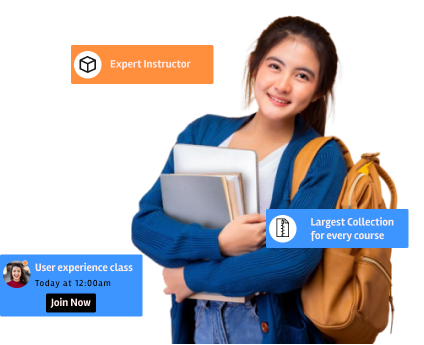 Expert Instructor
Largest Collection
for every course
User experience class
Today at 12:00am
Join Now